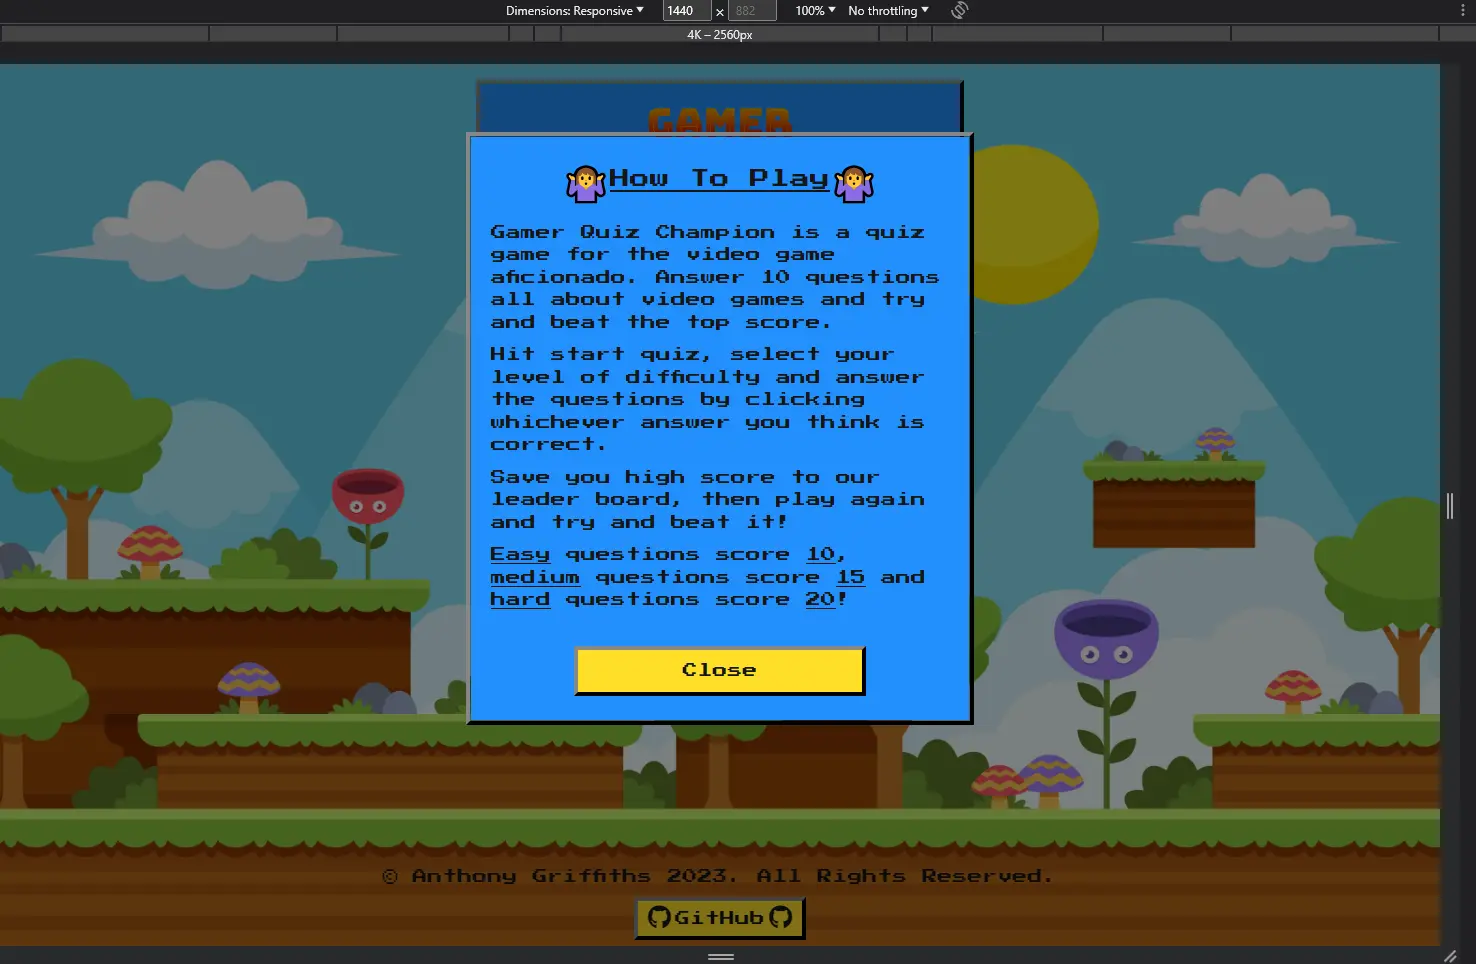 Dimensions: Responsive 1440 × 882 100% No throttling
4K – 2560px
GAMER
How To Play
Gamer Quiz Champion is a quiz
game for the video game
aficionado. Answer 10 questions
all about video games and try
and beat the top score.
Hit start quiz, select your
level of difficulty and answer
the questions by clicking
whichever answer you think is
correct.
Save you high score to our
leader board, then play again
and try and beat it!
Easy questions score 10,
medium questions score 15 and
hard questions score 20!
Close
© Anthony Griffiths 2023. All Rights Reserved.
GitHub